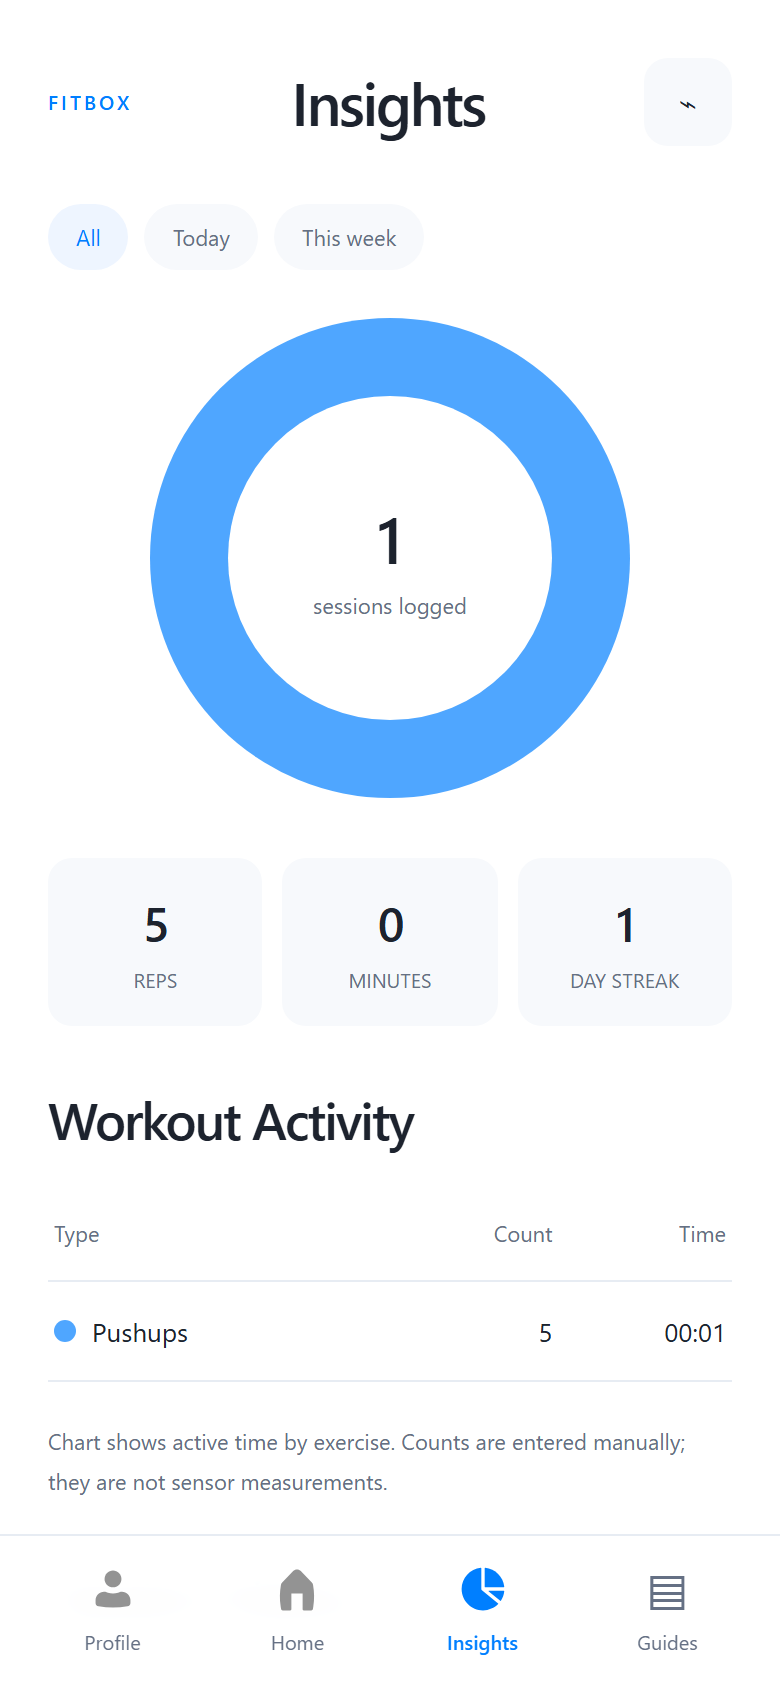 FITBOX
Insights
All
Today
This week
1
sessions logged
5
REPS
0
MINUTES
1
DAY STREAK
Workout Activity
Type Count Time
Pushups 5 00:01
Chart shows active time by exercise. Counts are entered manually;
they are not sensor measurements.
Profile
Home
Insights
Guides